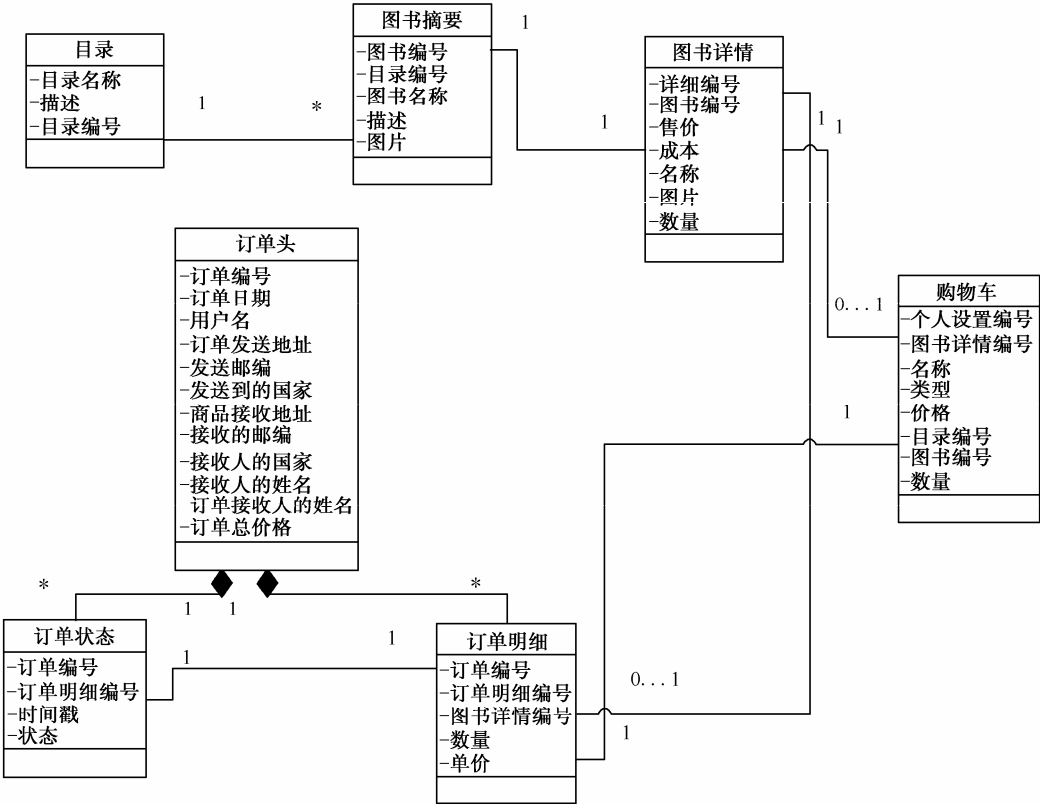 目录
-目录名称
-描述
-目录编号
1
*
图书摘要
-图书编号
-目录编号
-图书名称
-描述
-图片
1
1
图书详情
-详细编号
-图书编号
-售价
-成本
-名称
-图片
-数量
1
1
0...1
购物车
-个人设置编号
-图书详情编号
-名称
-类型
-价格
-目录编号
-图书编号
-数量
1
订单头
-订单编号
-订单日期
-用户名
-订单发送地址
-发送邮编
-发送到的国家
-商品接收地址
-接收的邮编
-接收人的国家
-接收人的姓名
订单接收人的姓名
-订单总价格
*
1
1
*
订单状态
-订单编号
-订单明细编号
-时间戳
-状态
1
1
订单明细
-订单编号
-订单明细编号
-图书详情编号
-数量
-单价
0...1
1